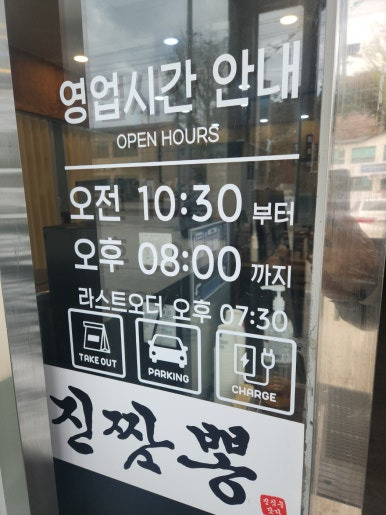 영업시간 안내
OPEN HOURS
오전 10:30 부터
오후 08:00 까지
라스트오더 오후 07:30
TAKE OUT
PARKING
CHARGE
진짬뽕